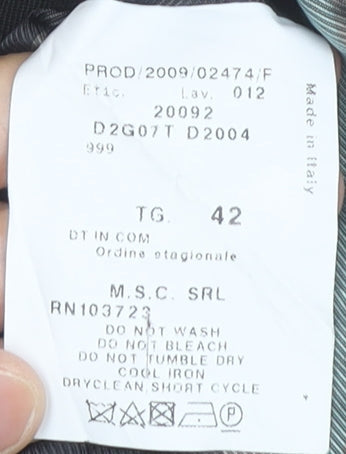 PROD/2009/02474/F
Etic. Lav. 012
20092
D2G07T D2004
999
Made in Italy
TG. 42
DT IN COM
Ordine stagionale
M.S.C. SRL
RN103723
DO NOT WASH
DO NOT BLEACH
DO NOT TUMBLE DRY
COOL IRON
DRYCLEAN SHORT CYCLE
P